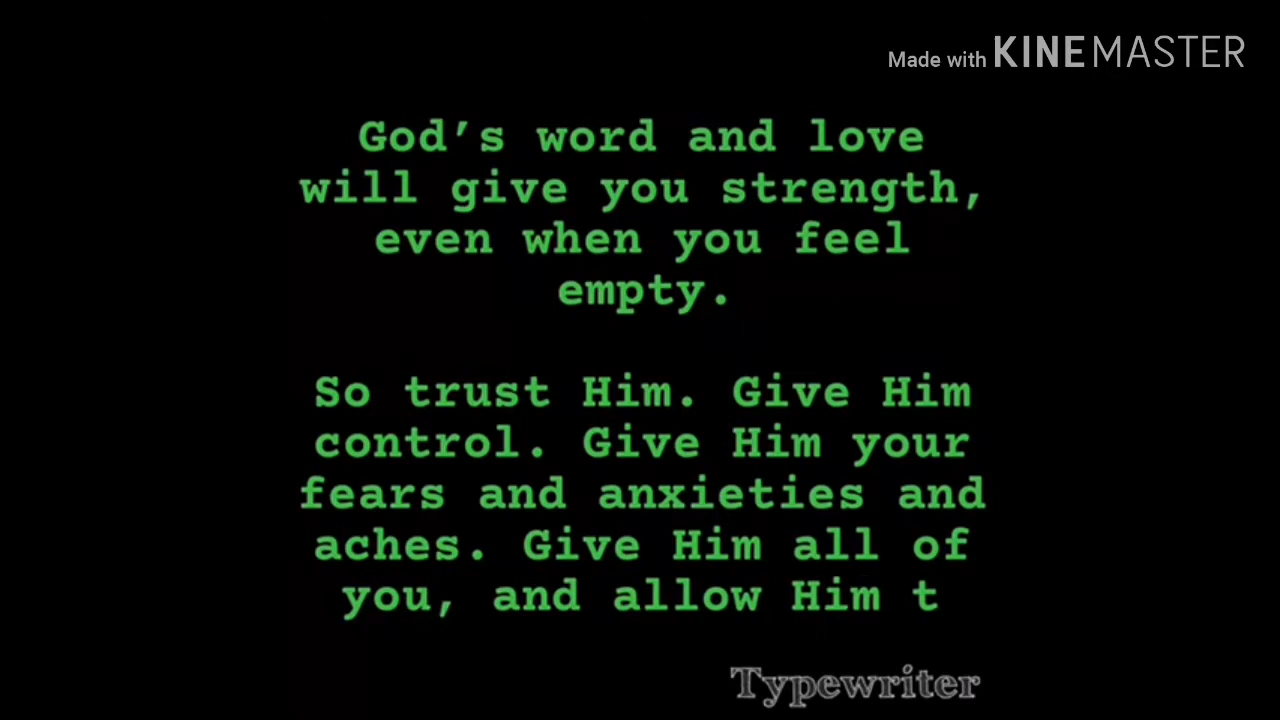 Made with KINEMASTER
God’s word and love
will give you strength,
even when you feel
empty.
So trust Him. Give Him
control. Give Him your
fears and anxieties and
aches. Give Him all of
you, and allow Him t
Typewriter